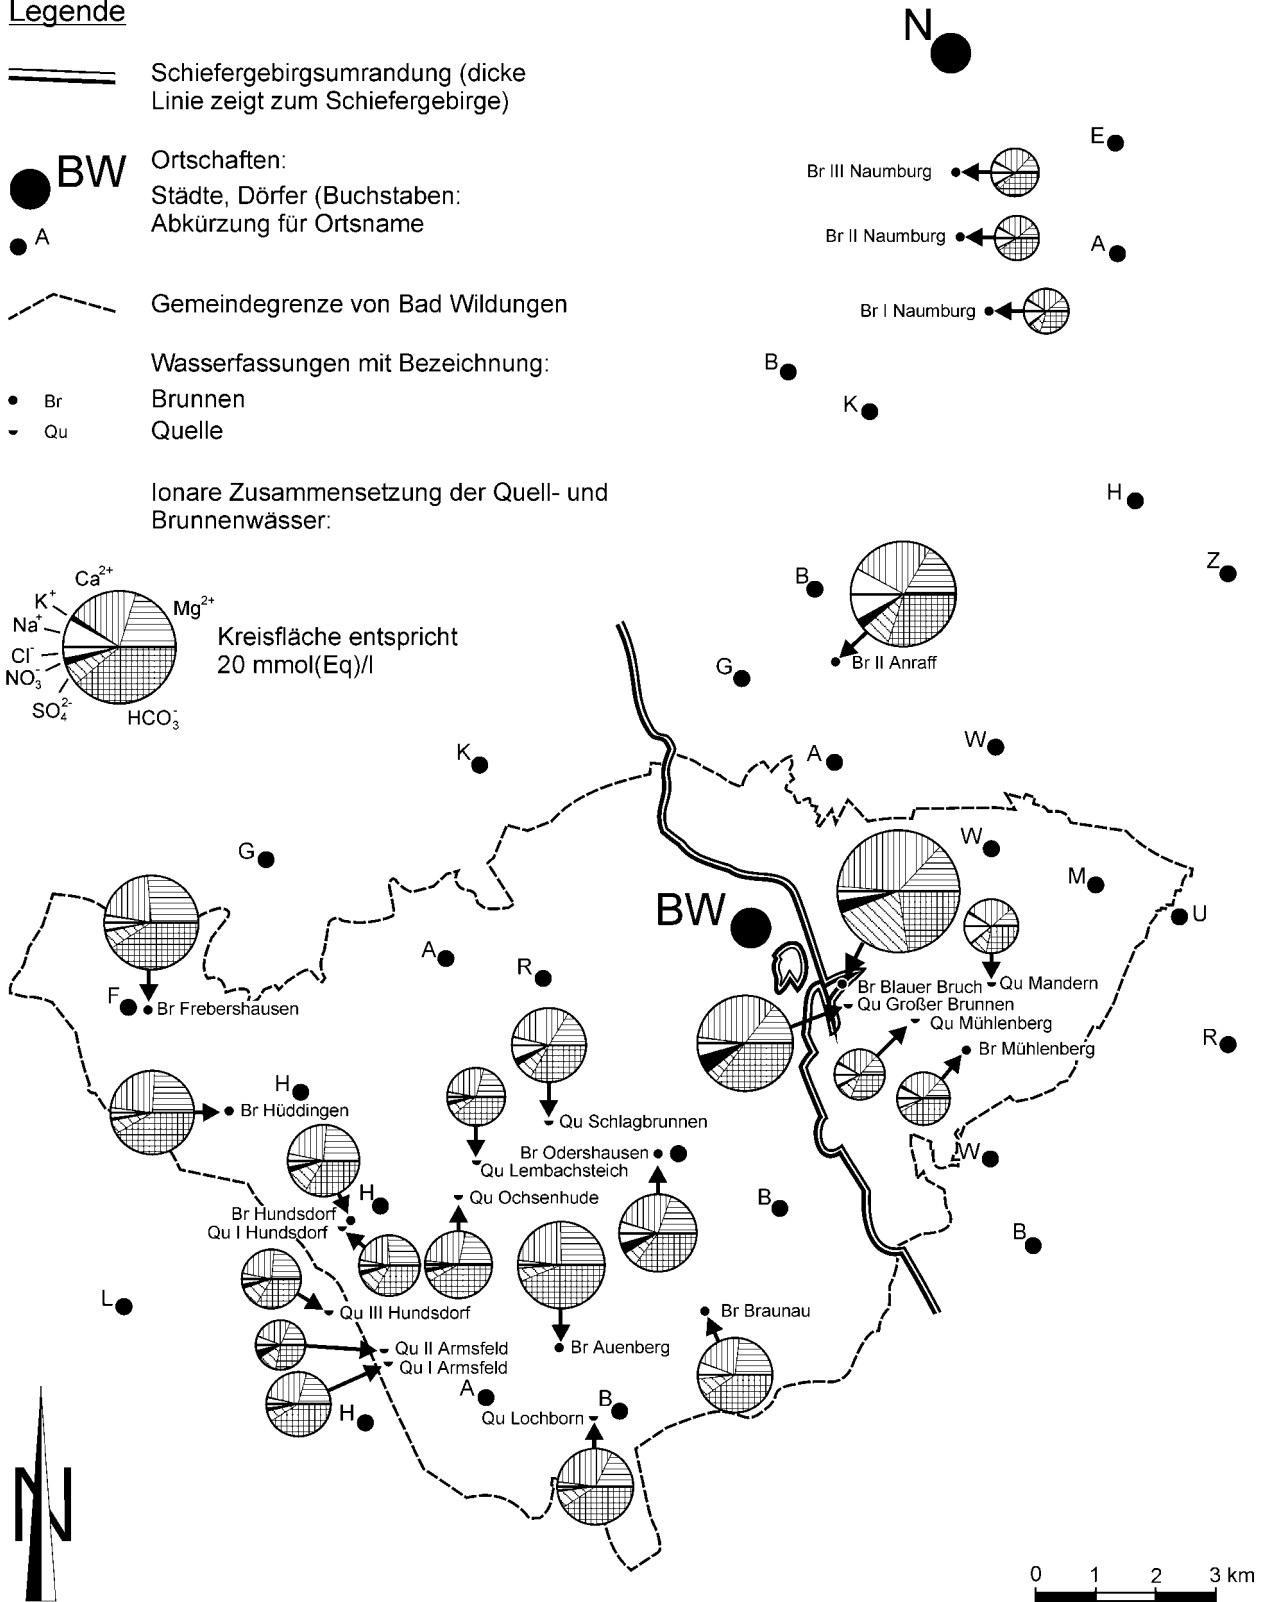 Legende
Schiefergebirgsumrandung (dicke
Linie zeigt zum Schiefergebirge)
BW
A
Ortschaften:
Städte, Dörfer (Buchstaben:
Abkürzung für Ortsname
Gemeindegrenze von Bad Wildungen
Wasserfassungen mit Bezeichnung:
Br Brunnen
Qu Quelle
Ionare Zusammensetzung der Quell- und
Brunnenwässer:
Ca²⁺
K⁺
Mg²⁺
Na⁺
Cl⁻
NO₃⁻
SO₄²⁻
HCO₃⁻
Kreisfläche entspricht
20 mmol(Eq)/l
N
E
Br III Naumburg
Br II Naumburg
A
Br I Naumburg
B
K
H
Z
B
Br II Anraff
G
K
A
W
G
W
M
BW
U
A
R
F
Br Frebershausen
Br Blauer Bruch
Qu Mandern
Qu Großer Brunnen
Qu Mühlenberg
Br Mühlenberg
R
H
Br Hüddingen
Qu Schlagbrunnen
Br Odershausen
W
Qu Lembachsteich
H
Qu Ochsenhude
B
Br Hundsdorf
Qu I Hundsdorf
B
L
Qu III Hundsdorf
Br Braunau
Qu II Armsfeld
Br Auenberg
Qu I Armsfeld
A
H
B
Qu Lochborn
N
0 1 2 3 km